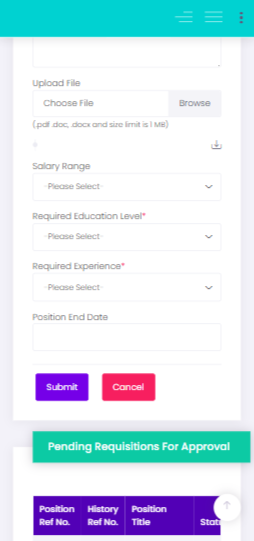 Upload File
Choose File Browse
(.pdf .doc, .docx and size limit is 1 MB)
Salary Range
-Please Select-
Required Education Level*
-Please Select-
Required Experience*
-Please Select-
Position End Date
Submit Cancel
Pending Requisitions For Approval
Position History Position
Ref No. Ref No. Title Statu